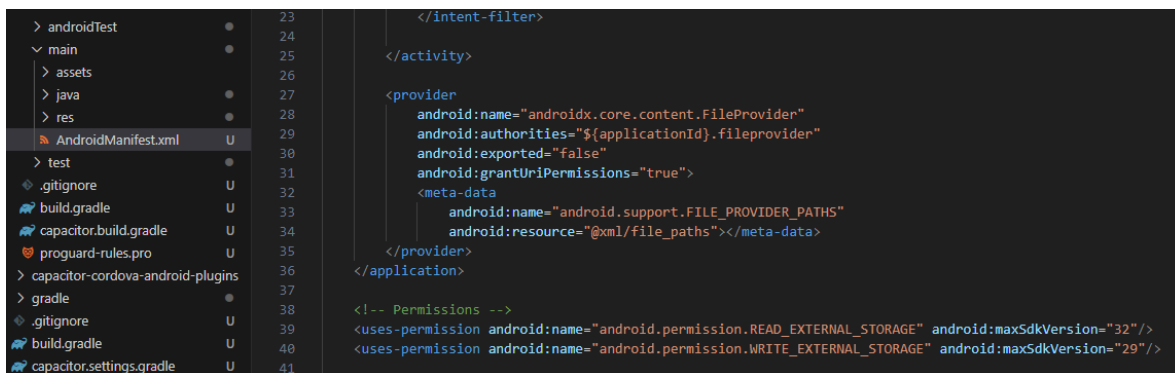 androidTest
main
assets
java
res
AndroidManifest.xml U
test
.gitignore U
build.gradle U
capacitor.build.gradle U
proguard-rules.pro U
capacitor-cordova-android-plugins
gradle
.gitignore U
build.gradle U
capacitor.settings.gradle U
23 </intent-filter>
24
25 </activity>
26
27 <provider
28 android:name="androidx.core.content.FileProvider"
29 android:authorities="${applicationId}.fileprovider"
30 android:exported="false"
31 android:grantUriPermissions="true">
32 <meta-data
33 android:name="android.support.FILE_PROVIDER_PATHS"
34 android:resource="@xml/file_paths"></meta-data>
35 </provider>
36 </application>
37
38 <!-- Permissions -->
39 <uses-permission android:name="android.permission.READ_EXTERNAL_STORAGE" android:maxSdkVersion="32"/>
40 <uses-permission android:name="android.permission.WRITE_EXTERNAL_STORAGE" android:maxSdkVersion="29"/>
41